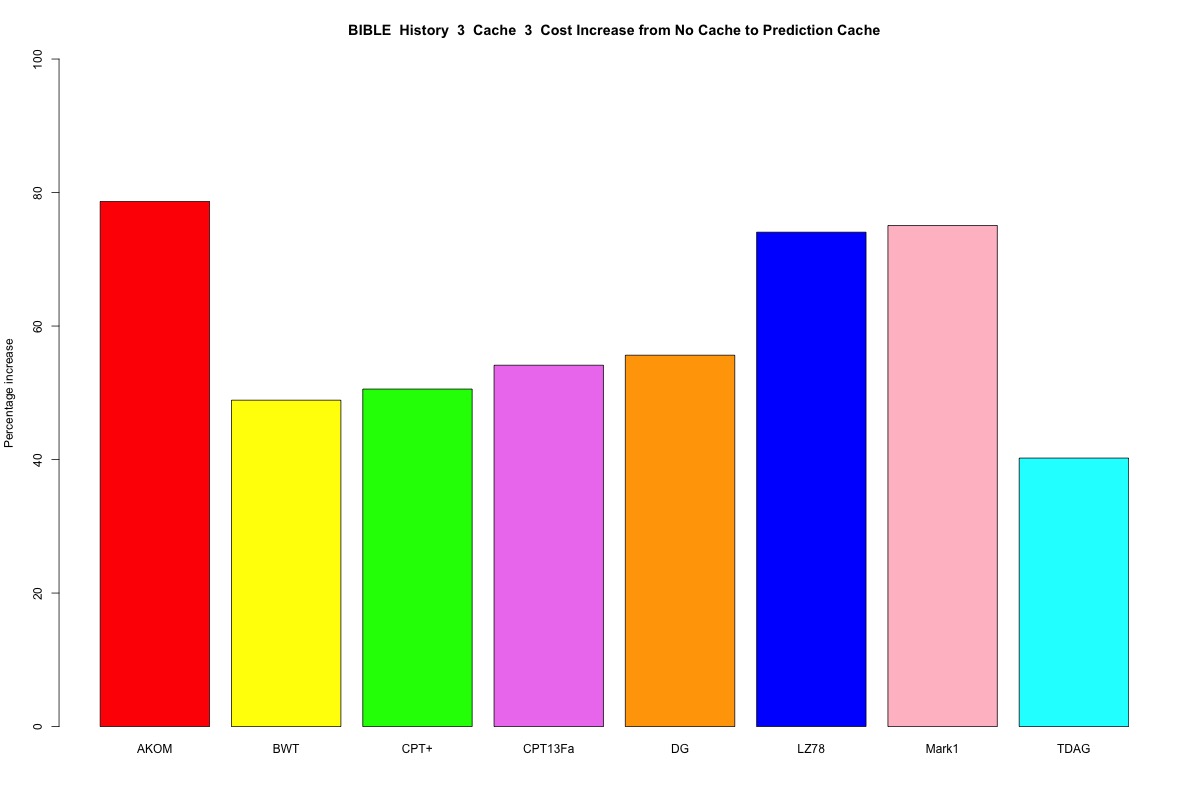 BIBLE  History  3  Cache  3  Cost Increase from No Cache to Prediction Cache
Percentage increase
100
80
60
40
20
0
AKOM BWT CPT+ CPT13Fa DG LZ78 Mark1 TDAG